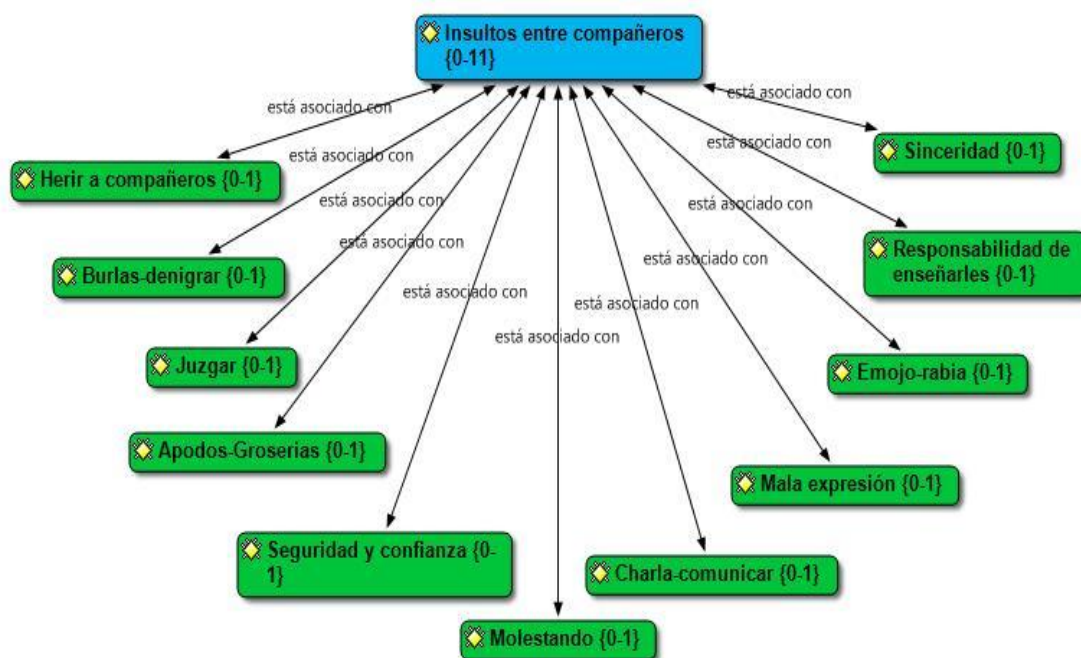 Insultos entre compañeros
{0-11}
está asociado con
está asociado con
Sinceridad {0-1}
está asociado con
está asociado con
Herir a compañeros {0-1}
está asociado con
está asociado con
está asociado con
Responsabilidad de
enseñarles {0-1}
Burlas-denigrar {0-1}
está asociado con
está asociado con
está asociado con
está asociado con
Juzgar {0-1}
Emojo-rabia {0-1}
Apodos-Groserias {0-1}
Mala expresión {0-1}
Seguridad y confianza {0-
1}
Charla-comunicar {0-1}
Molestando {0-1}